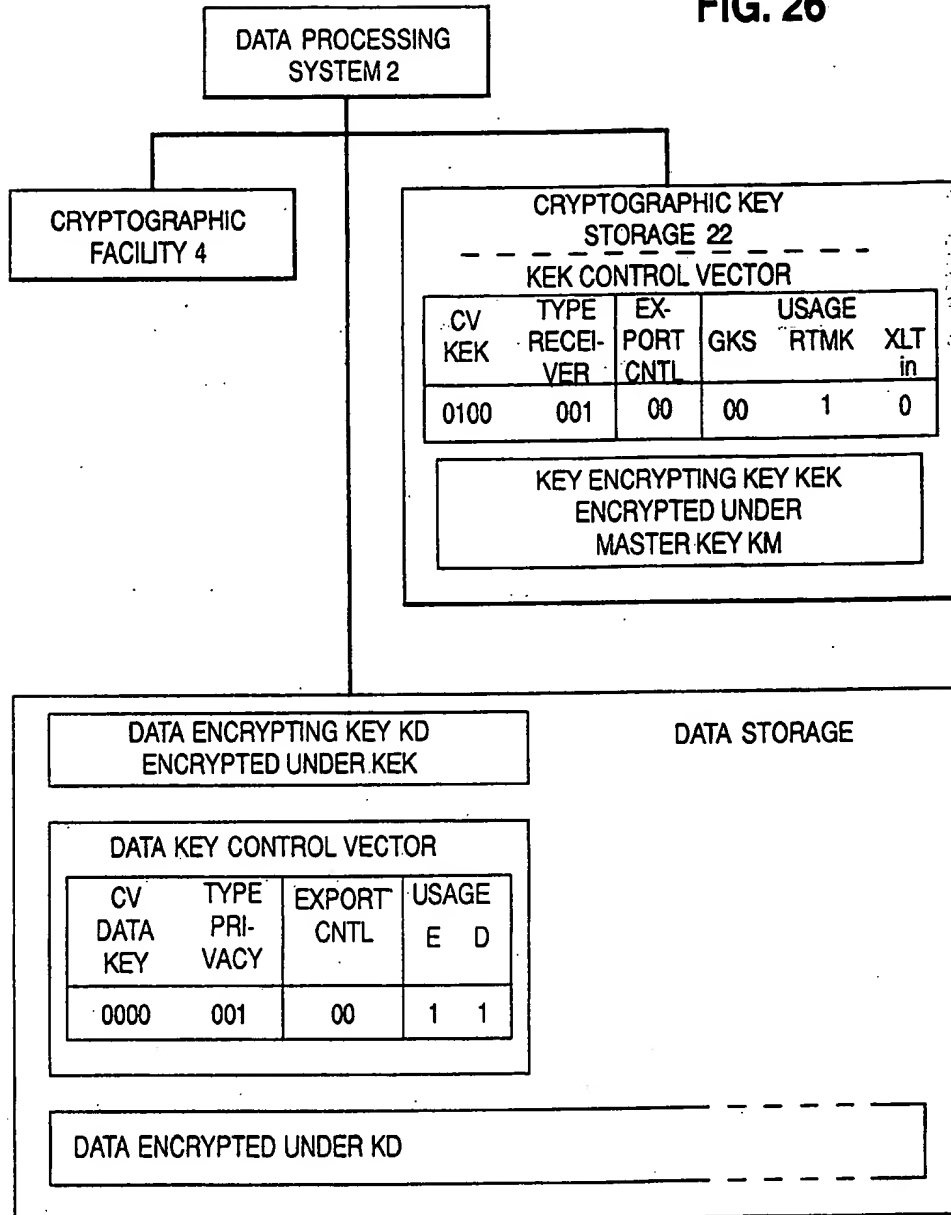 FIG. 26
DATA PROCESSING
SYSTEM 2
CRYPTOGRAPHIC
FACILITY 4
CRYPTOGRAPHIC KEY
STORAGE 22
KEK CONTROL VECTOR
CV
KEK
TYPE
RECEI-
VER
EX-
PORT
CNTL
USAGE
GKS RTMK XLT
in
0100 001 00 00 1 0
KEY ENCRYPTING KEY KEK
ENCRYPTED UNDER
MASTER KEY KM
DATA STORAGE
DATA ENCRYPTING KEY KD
ENCRYPTED UNDER KEK
DATA KEY CONTROL VECTOR
CV
DATA
KEY
TYPE
PRI-
VACY
EXPORT
CNTL
USAGE
E D
0000 001 00 1 1
DATA ENCRYPTED UNDER KD